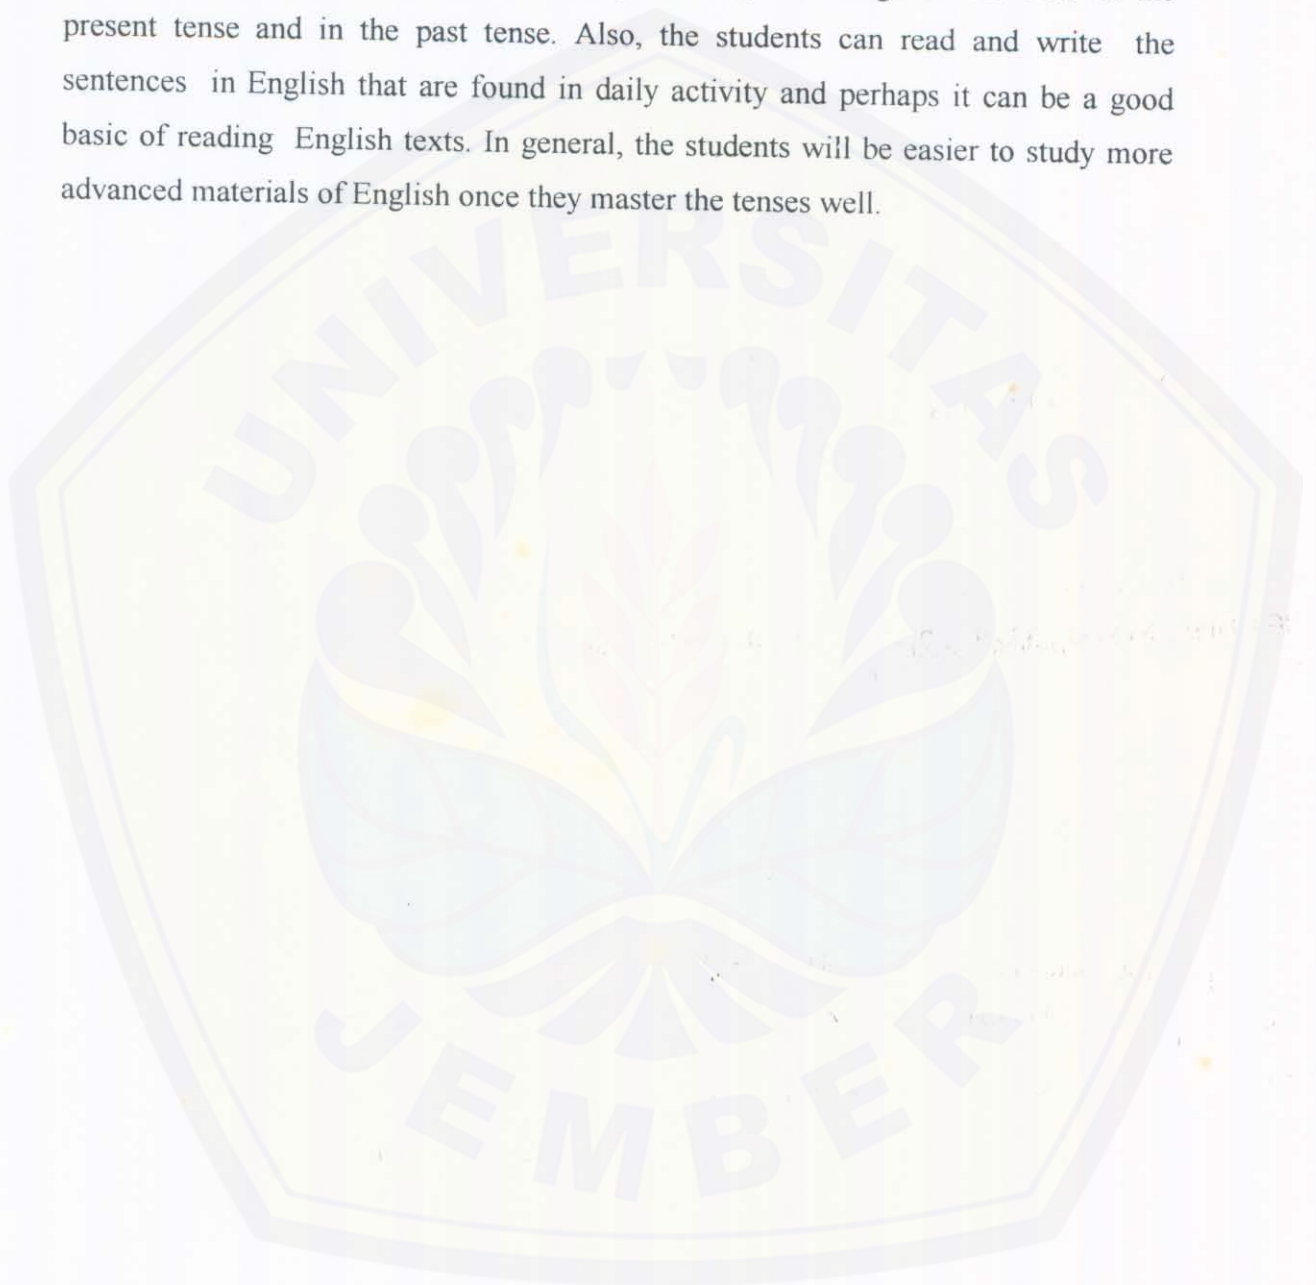 present tense and in the past tense. Also, the students can read and write the
sentences in English that are found in daily activity and perhaps it can be a good
basic of reading English texts. In general, the students will be easier to study more
advanced materials of English once they master the tenses well.
UNIVERSITAS
JEMBER